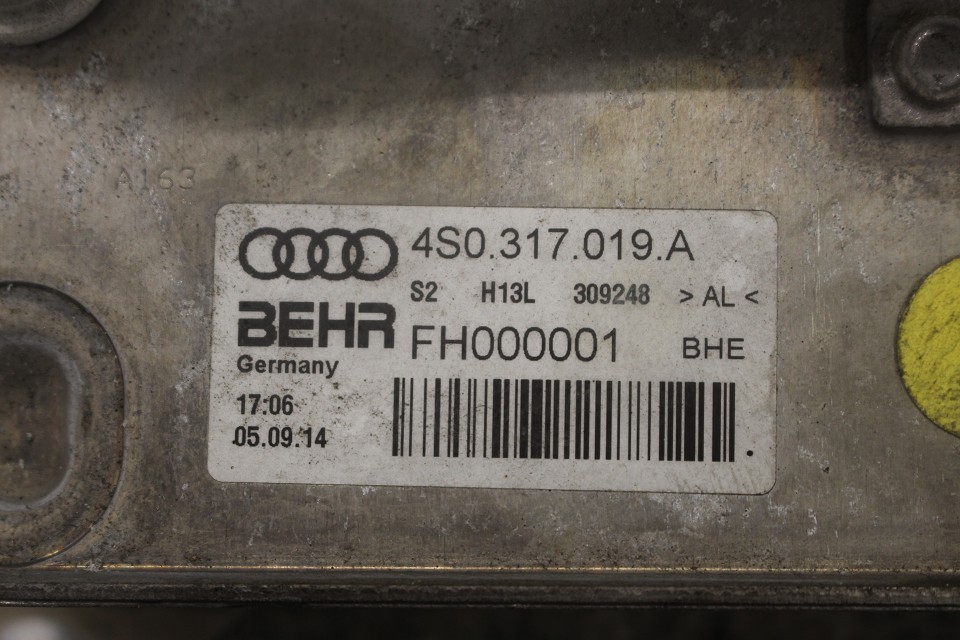 A163
4S0.317.019.A
S2 H13L 309248 > AL <
BEHR FH000001 BHE
Germany
17:06
05.09.14